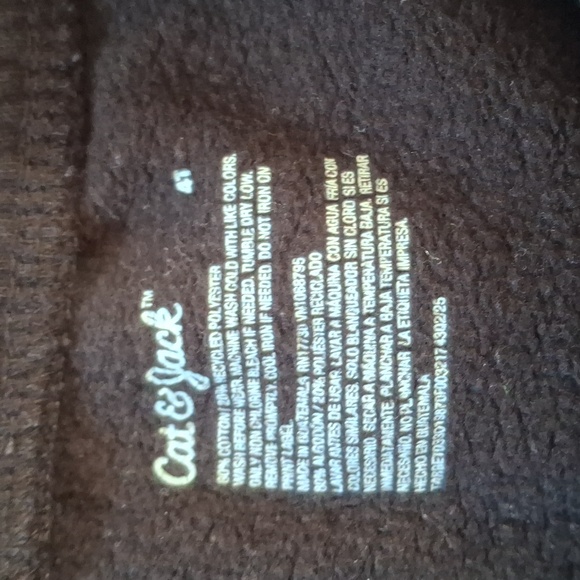 Cat & Jack™
4T
80% COTTON / 20% RECYCLED POLYESTER
WASH BEFORE WEAR. MACHINE WASH COLD WITH LIKE COLORS.
ONLY NON CHLORINE BLEACH IF NEEDED. TUMBLE DRY LOW.
REMOVE PROMPTLY. COOL IRON IF NEEDED. DO NOT IRON ON
PRINT LABEL.
MADE IN GUATEMALA RN17730 VN1098795
80% ALGODÓN / 20% POLIÉSTER RECICLADO
LAVAR ANTES DE USAR. LAVAR A MÁQUINA CON AGUA FRÍA CON
COLORES SIMILARES. SOLO BLANQUEADOR SIN CLORO SI ES
NECESARIO. SECAR A MÁQUINA A TEMPERATURA BAJA RETIRAR
INMEDIATAMENTE. PLANCHAR A BAJA TEMPERATURA SI ES
NECESARIO. NO PLANCHAR LA ETIQUETA IMPRESA.
HECHO EN GUATEMALA